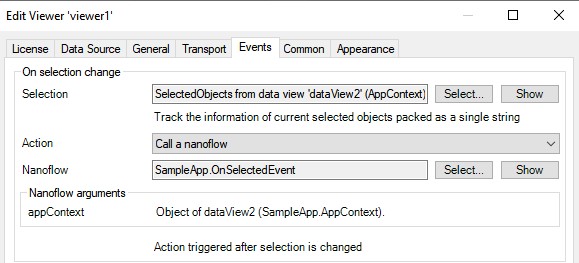 Edit Viewer 'viewer1'
License Data Source General Transport Events Common Appearance
On selection change
Selection SelectedObjects from data view 'dataView2' (AppContext) Select... Show
Track the information of current selected objects packed as a single string
Action Call a nanoflow
Nanoflow SampleApp.OnSelectedEvent Select... Show
Nanoflow arguments
appContext Object of dataView2 (SampleApp.AppContext).
Action triggered after selection is changed